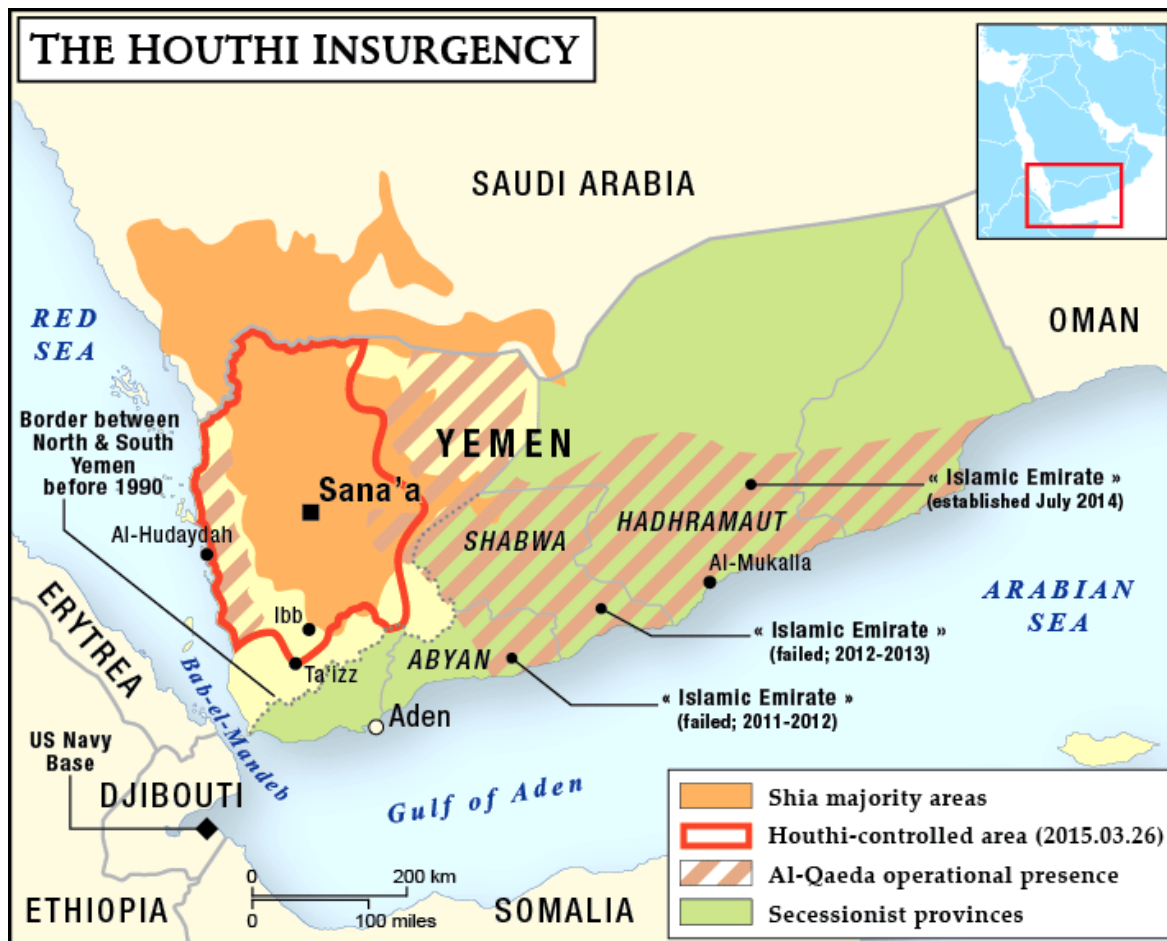 THE HOUTHI INSURGENCY
SAUDI ARABIA
OMAN
RED
SEA
Border between
North & South
Yemen
before 1990
YEMEN
Sana'a
Al-Hudaydah
« Islamic Emirate »
(established July 2014)
SHABWA
HADHRAMAUT
Al-Mukalla
ARABIAN
SEA
Ibb
« Islamic Emirate »
(failed; 2012-2013)
ERYTREA
Ta'izz
ABYAN
« Islamic Emirate »
(failed; 2011-2012)
Bab-el-Mandeb
Aden
US Navy
Base
DJIBOUTI
Gulf of Aden
Shia majority areas
Houthi-controlled area (2015.03.26)
Al-Qaeda operational presence
Secessionist provinces
0 200 km
0 100 miles
ETHIOPIA
SOMALIA